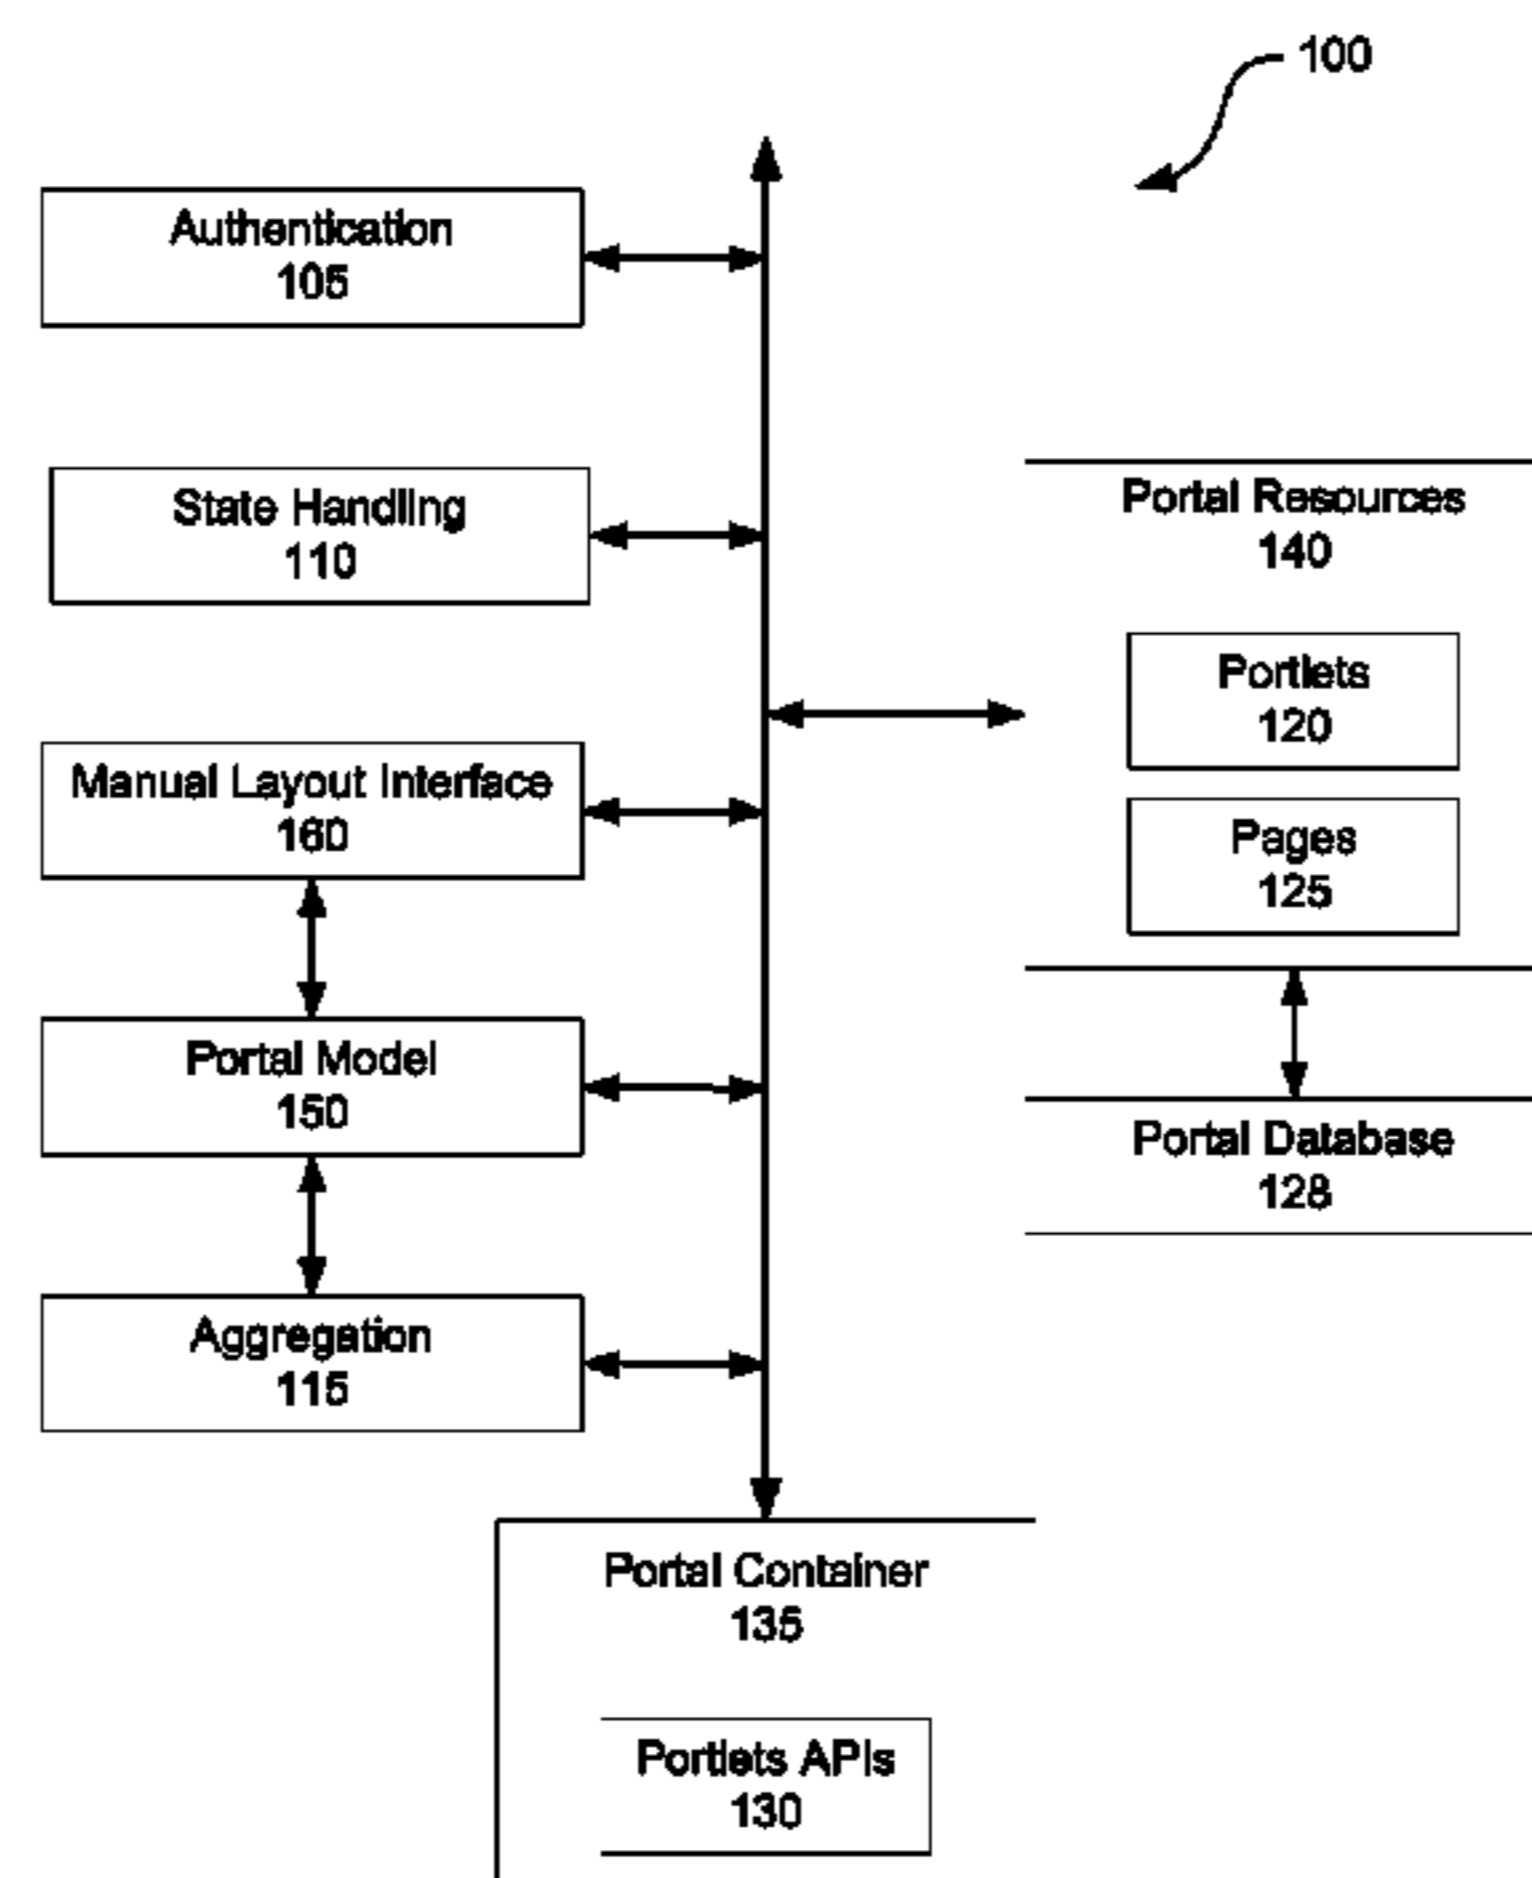 100
Authentication
105
State Handling
110
Portal Resources
140
Portlets
120
Manual Layout Interface
160
Pages
125
Portal Model
150
Portal Database
128
Aggregation
115
Portal Container
135
Portlets APIs
130